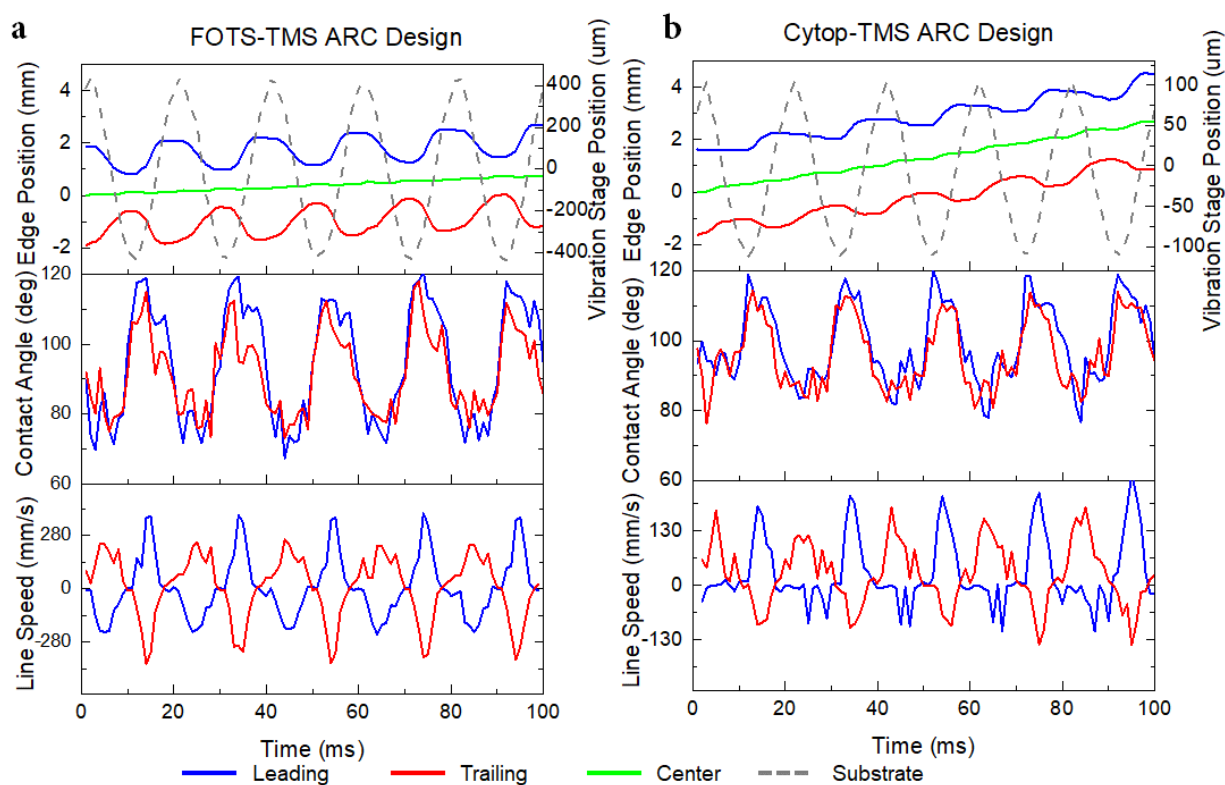 a
FOTS-TMS ARC Design
b
Cytop-TMS ARC Design
Edge Position (mm)
4
2
0
-2
400
200
0
-200
-400
Vibration Stage Position (um)
Edge Position (mm)
4
2
0
-2
100
50
0
-50
-100
Vibration Stage Position (um)
Contact Angle (deg)
120
100
80
60
Contact Angle (deg)
120
100
80
60
Line Speed (mm/s)
280
0
-280
Line Speed (mm/s)
130
0
-130
0 20 40 60 80 100
Time (ms)
0 20 40 60 80 100
Time (ms)
Leading Trailing Center Substrate